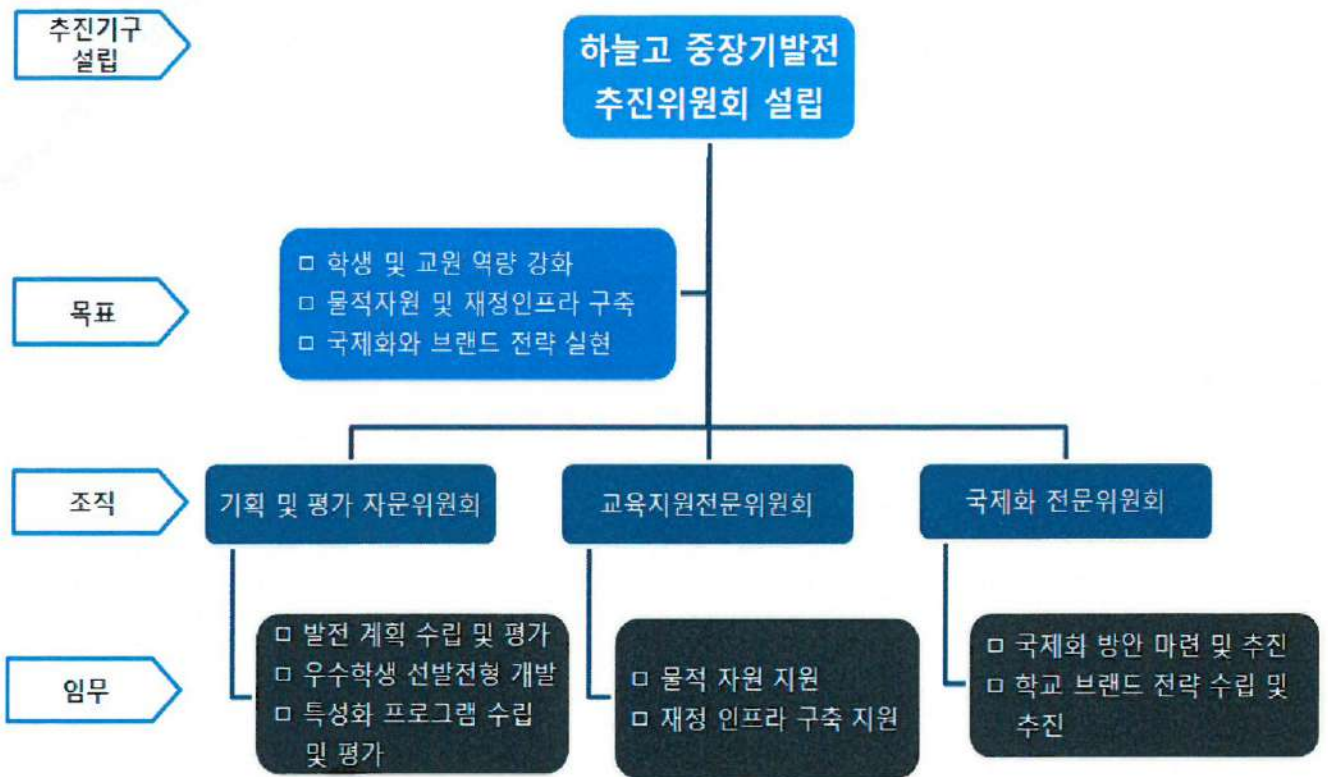 추진기구
설립
하늘고 중장기발전
추진위원회 설립
목표
□ 학생 및 교원 역량 강화
□ 물적자원 및 재정인프라 구축
□ 국제화와 브랜드 전략 실현
조직
기획 및 평가 자문위원회
교육지원전문위원회
국제화 전문위원회
임무
□ 발전 계획 수립 및 평가
□ 우수학생 선발전형 개발
□ 특성화 프로그램 수립
및 평가
□ 물적 자원 지원
□ 재정 인프라 구축 지원
□ 국제화 방안 마련 및 추진
□ 학교 브랜드 전략 수립 및
추진